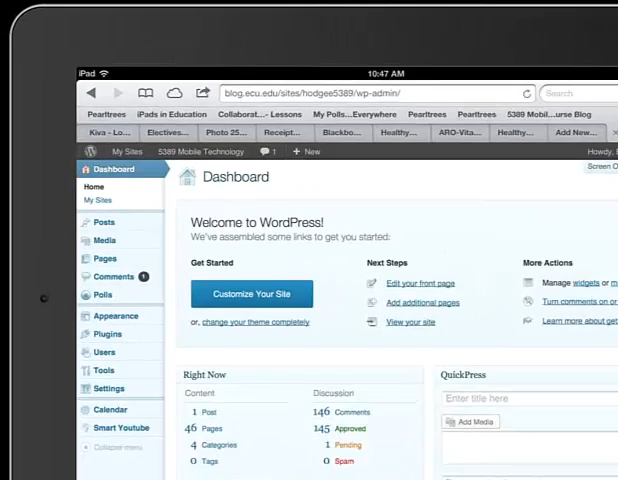 iPad 10:47 AM
blog.ecu.edu/sites/hodgee5389/wp-admin/ Search
Pearltrees iPads in Education Collaborat...- Lessons My Polls...Everywhere Pearltrees Pearltrees 5389 Mobil...urse Blog
Kiva - Lo... Electives... Photo 25... Receipt... Blackbo... Healthy... ARO-Vita... Healthy... Add New...
My Sites 5389 Mobile Technology 1 + New Howdy,
Dashboard
Screen O
Dashboard
Home
My Sites
Posts
Media
Pages
Comments 1
Polls
Appearance
Plugins
Users
Tools
Settings
Calendar
Smart Youtube
Collapse menu
Welcome to WordPress!
We've assembled some links to get you started:
Get Started
Customize Your Site
or, change your theme completely
Next Steps
Edit your front page
Add additional pages
View your site
More Actions
Manage widgets or m
Turn comments on or
Learn more about get
Right Now
Content Discussion
1 Post 146 Comments
46 Pages 145 Approved
4 Categories 1 Pending
0 Tags 0 Spam
QuickPress
Enter title here
Add Media